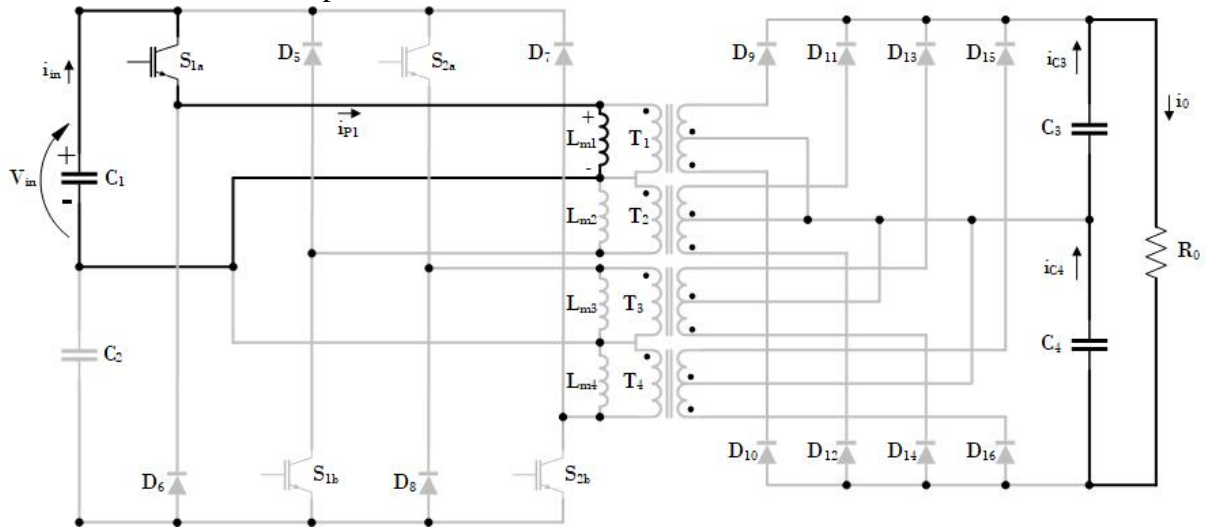 D5
D7
D9
D11
D13
D15
S1a
S2a
iin
iC3
i0
iP1
+
Lm1
T1
C3
+
Vin
C1
-
-
Lm2
T2
R0
iC4
Lm3
T3
C2
C4
Lm4
T4
D10
D12
D14
D16
D6
S1b
D8
S2b